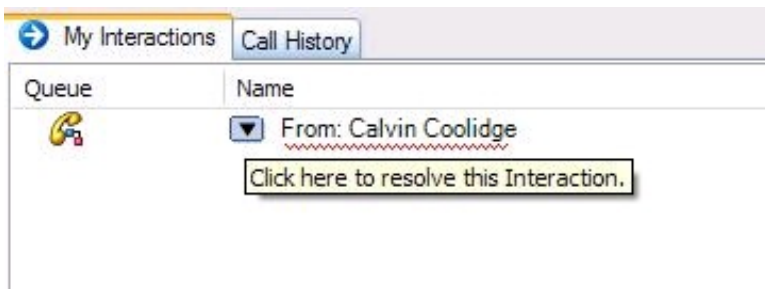 My Interactions Call History
Queue Name
From: Calvin Coolidge
Click here to resolve this Interaction.